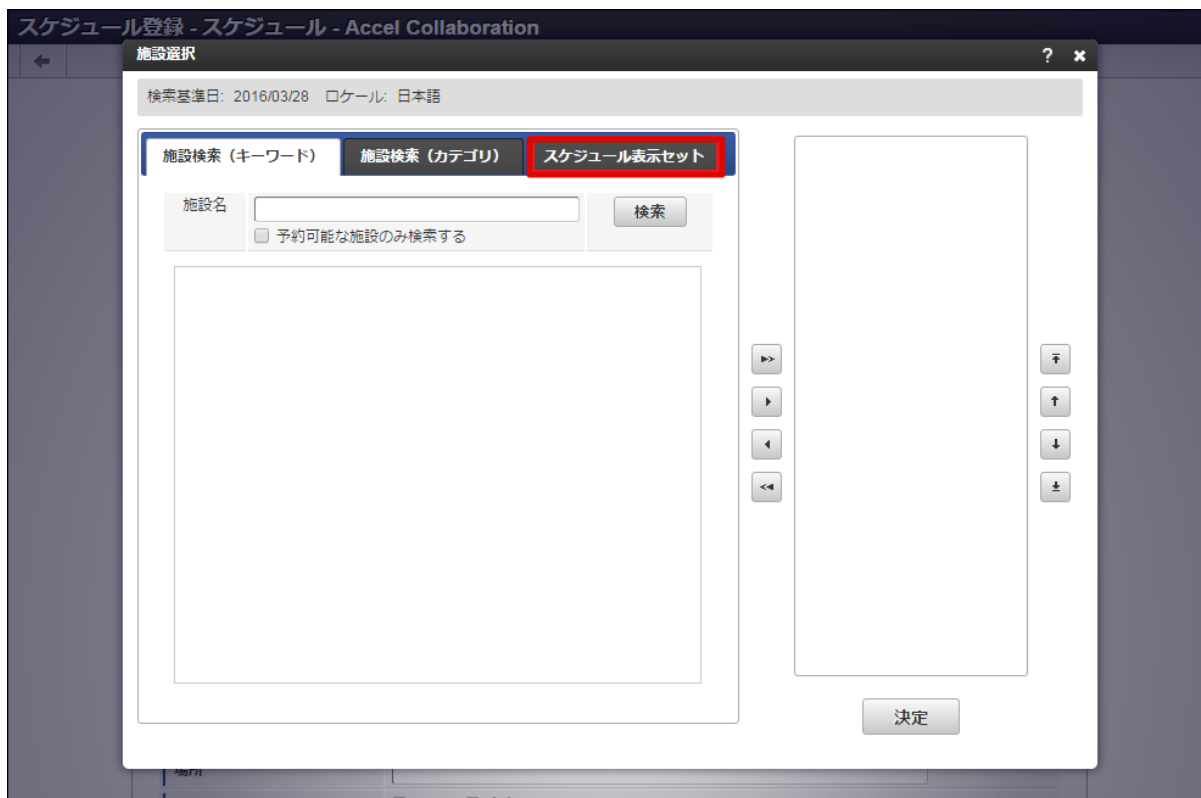 スケジュール登録 - スケジュール - Accel Collaboration
施設選択
?
検索基準日: 2016/03/28 ロケール: 日本語
施設検索（キーワード） 施設検索（カテゴリ） スケジュール表示セット
施設名 検索
予約可能な施設のみ検索する
決定
場所